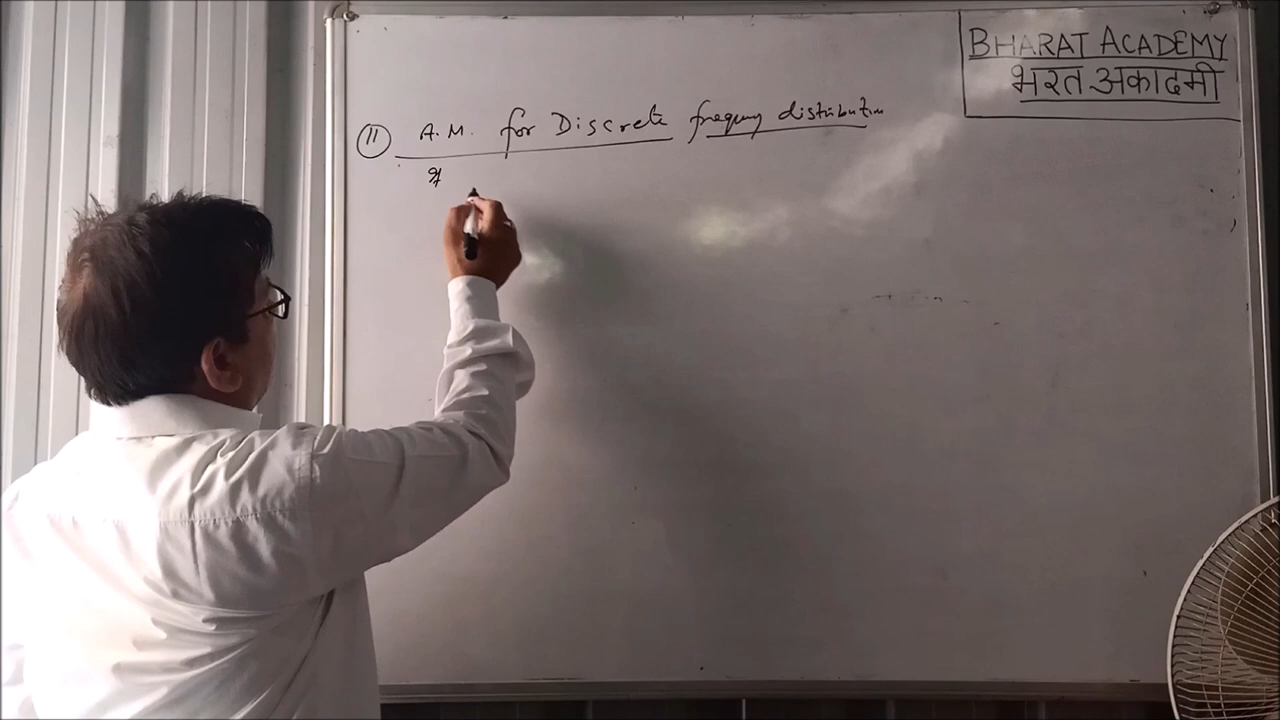 BHARAT ACADEMY
भरत अकादमी
11 A.M. for Discrete frequency distribution